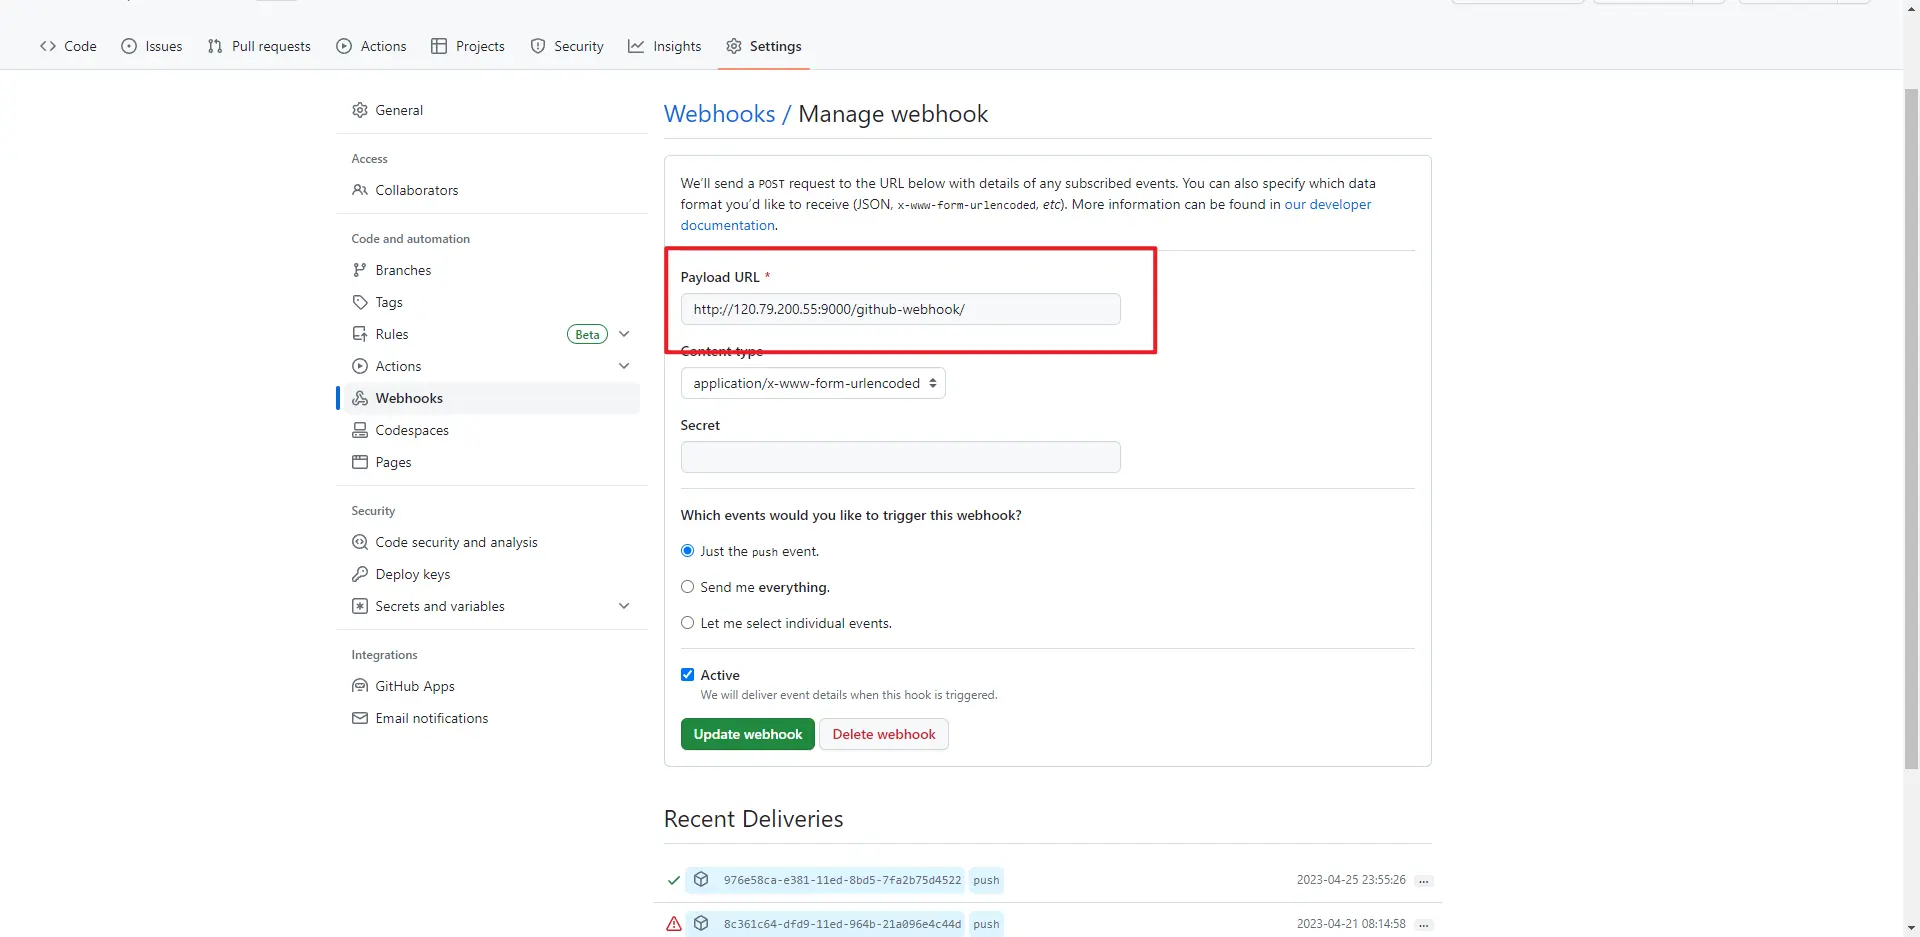 Code Issues Pull requests Actions Projects Security Insights Settings
General
Access
Collaborators
Code and automation
Branches
Tags
Rules Beta
Actions
Webhooks
Codespaces
Pages
Security
Code security and analysis
Deploy keys
Secrets and variables
Integrations
GitHub Apps
Email notifications
Webhooks / Manage webhook
We'll send a POST request to the URL below with details of any subscribed events. You can also specify which data
format you'd like to receive (JSON, x-www-form-urlencoded, etc). More information can be found in our developer
documentation.
Payload URL *
http://120.79.200.55:9000/github-webhook/
Content type
application/x-www-form-urlencoded
Secret
Which events would you like to trigger this webhook?
Just the push event.
Send me everything.
Let me select individual events.
Active
We will deliver event details when this hook is triggered.
Update webhook Delete webhook
Recent Deliveries
976e58ca-e381-11ed-8bd5-7fa2b75d4522 push 2023-04-25 23:55:26 ...
8c361c64-dfd9-11ed-964b-21a096e4c44d push 2023-04-21 08:14:58 ...